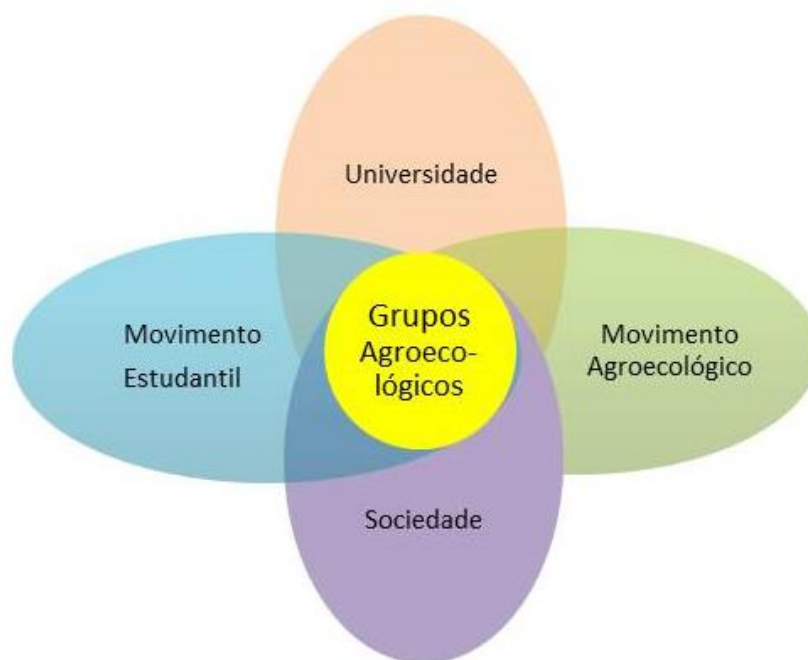 Universidade
Movimento
Estudantil
Grupos
Agroeco-
lógicos
Movimento
Agroecológico
Sociedade